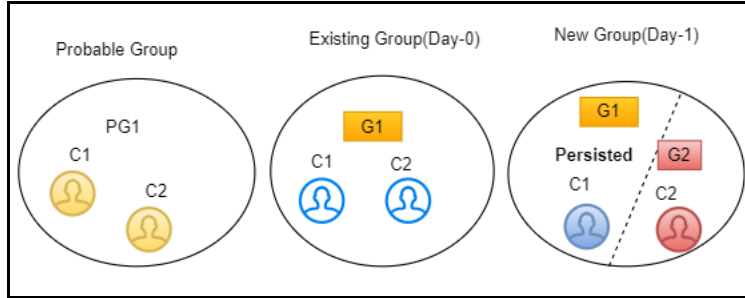 Probable Group
PG1
C1
C2
Existing Group(Day-0)
G1
C1
C2
New Group(Day-1)
G1
Persisted
G2
C1
C2